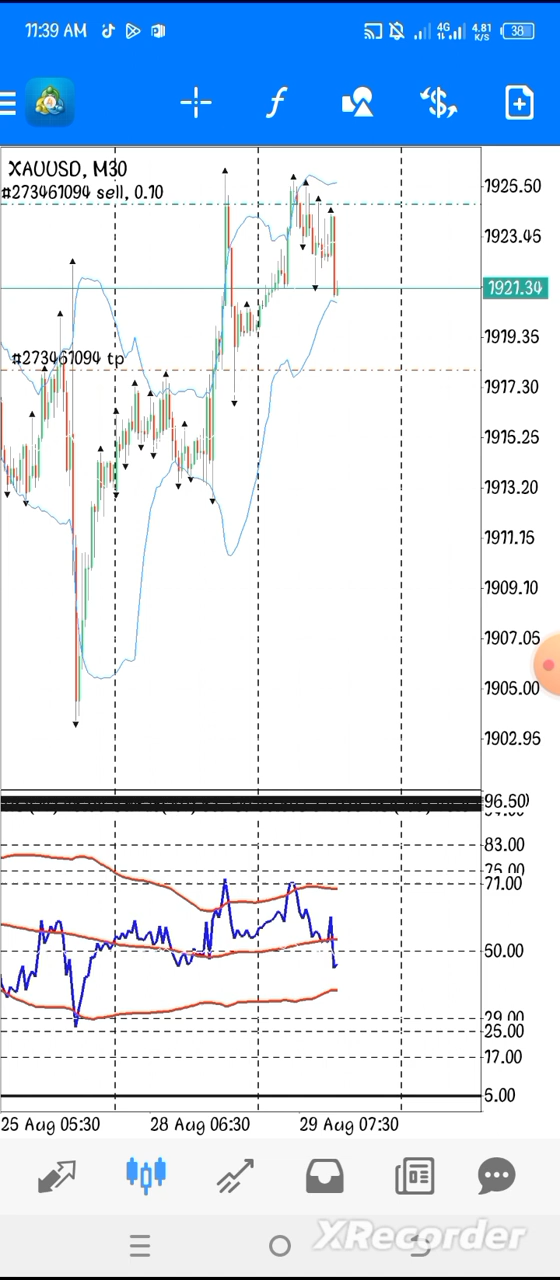 11:39 AM
4G
4.81
K/S
38
4
f
XAUUSD, M30
#273461094 sell, 0.10
#273461094 tp
1925.50
1923.45
1921.34
1919.35
1917.30
1915.25
1913.20
1911.15
1909.10
1907.05
1905.00
1902.95
96.50
83.00
71.00
50.00
29.00
25.00
17.00
5.00
25 Aug 05:30 28 Aug 06:30 29 Aug 07:30
XRecorder